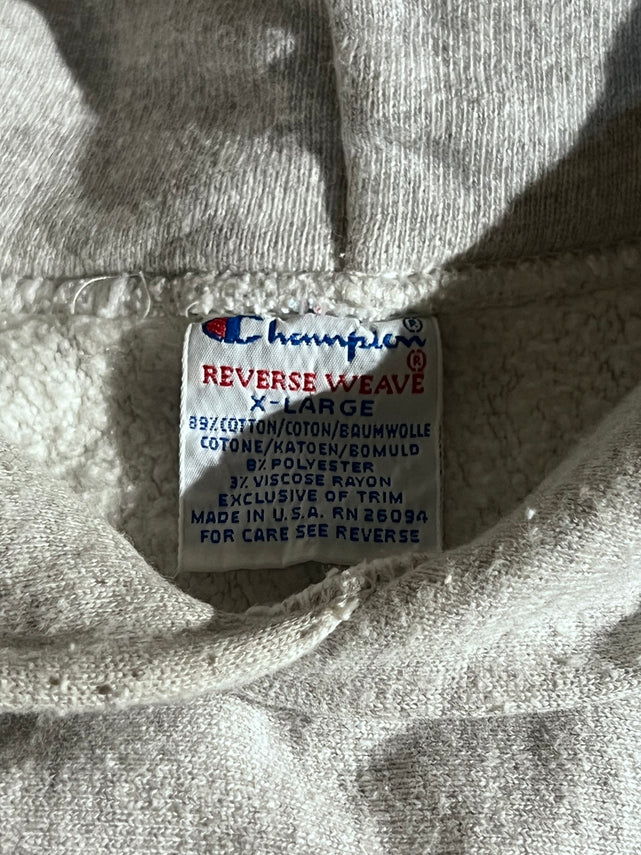 Champion®
REVERSE WEAVE®
X-LARGE
89% COTTON/COTON/BAUMWOLLE
COTONE/KATOEN/BOMULD
8% POLYESTER
3% VISCOSE RAYON
EXCLUSIVE OF TRIM
MADE IN U.S.A. RN 26094
FOR CARE SEE REVERSE